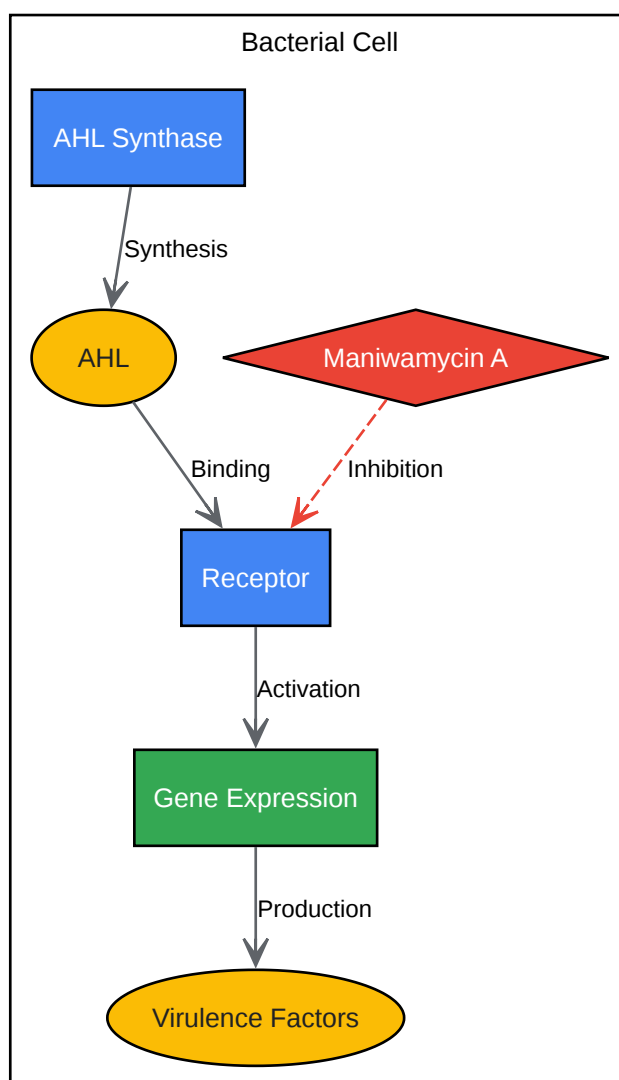 Bacterial Cell
AHL Synthase
Synthesis
AHL
Maniwamycin A
Binding
Inhibition
Receptor
Activation
Gene Expression
Production
Virulence Factors